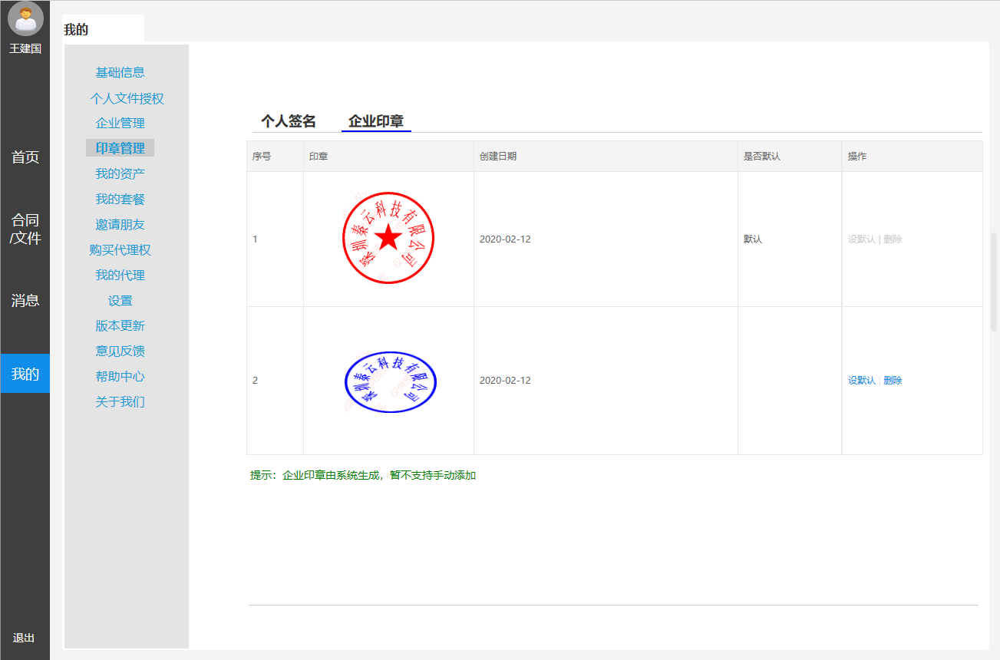 王建国
首页
合同
/文件
消息
我的
退出
我的
基础信息
个人文件授权
企业管理
印章管理
我的资产
我的套餐
邀请朋友
购买代理权
我的代理
设置
版本更新
意见反馈
帮助中心
关于我们
个人签名 企业印章
序号 印章 创建日期 是否默认 操作
1 深圳秦云科技有限公司 2020-02-12 默认 设默认 | 删除
2 深圳秦云科技有限公司 2020-02-12 设默认 | 删除
提示：企业印章由系统生成，暂不支持手动添加